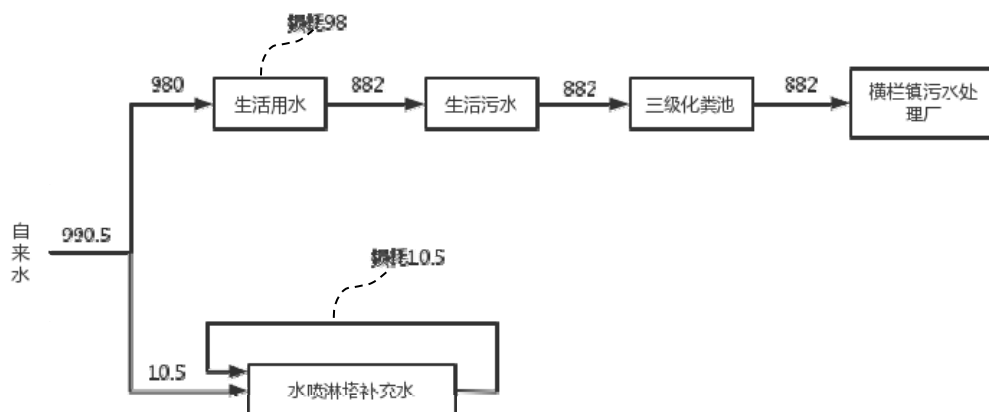 损耗98
980
生活用水
882
生活污水
882
三级化粪池
882
横栏镇污水处
理厂
自
来
水
990.5
损耗10.5
10.5
水喷淋塔补充水